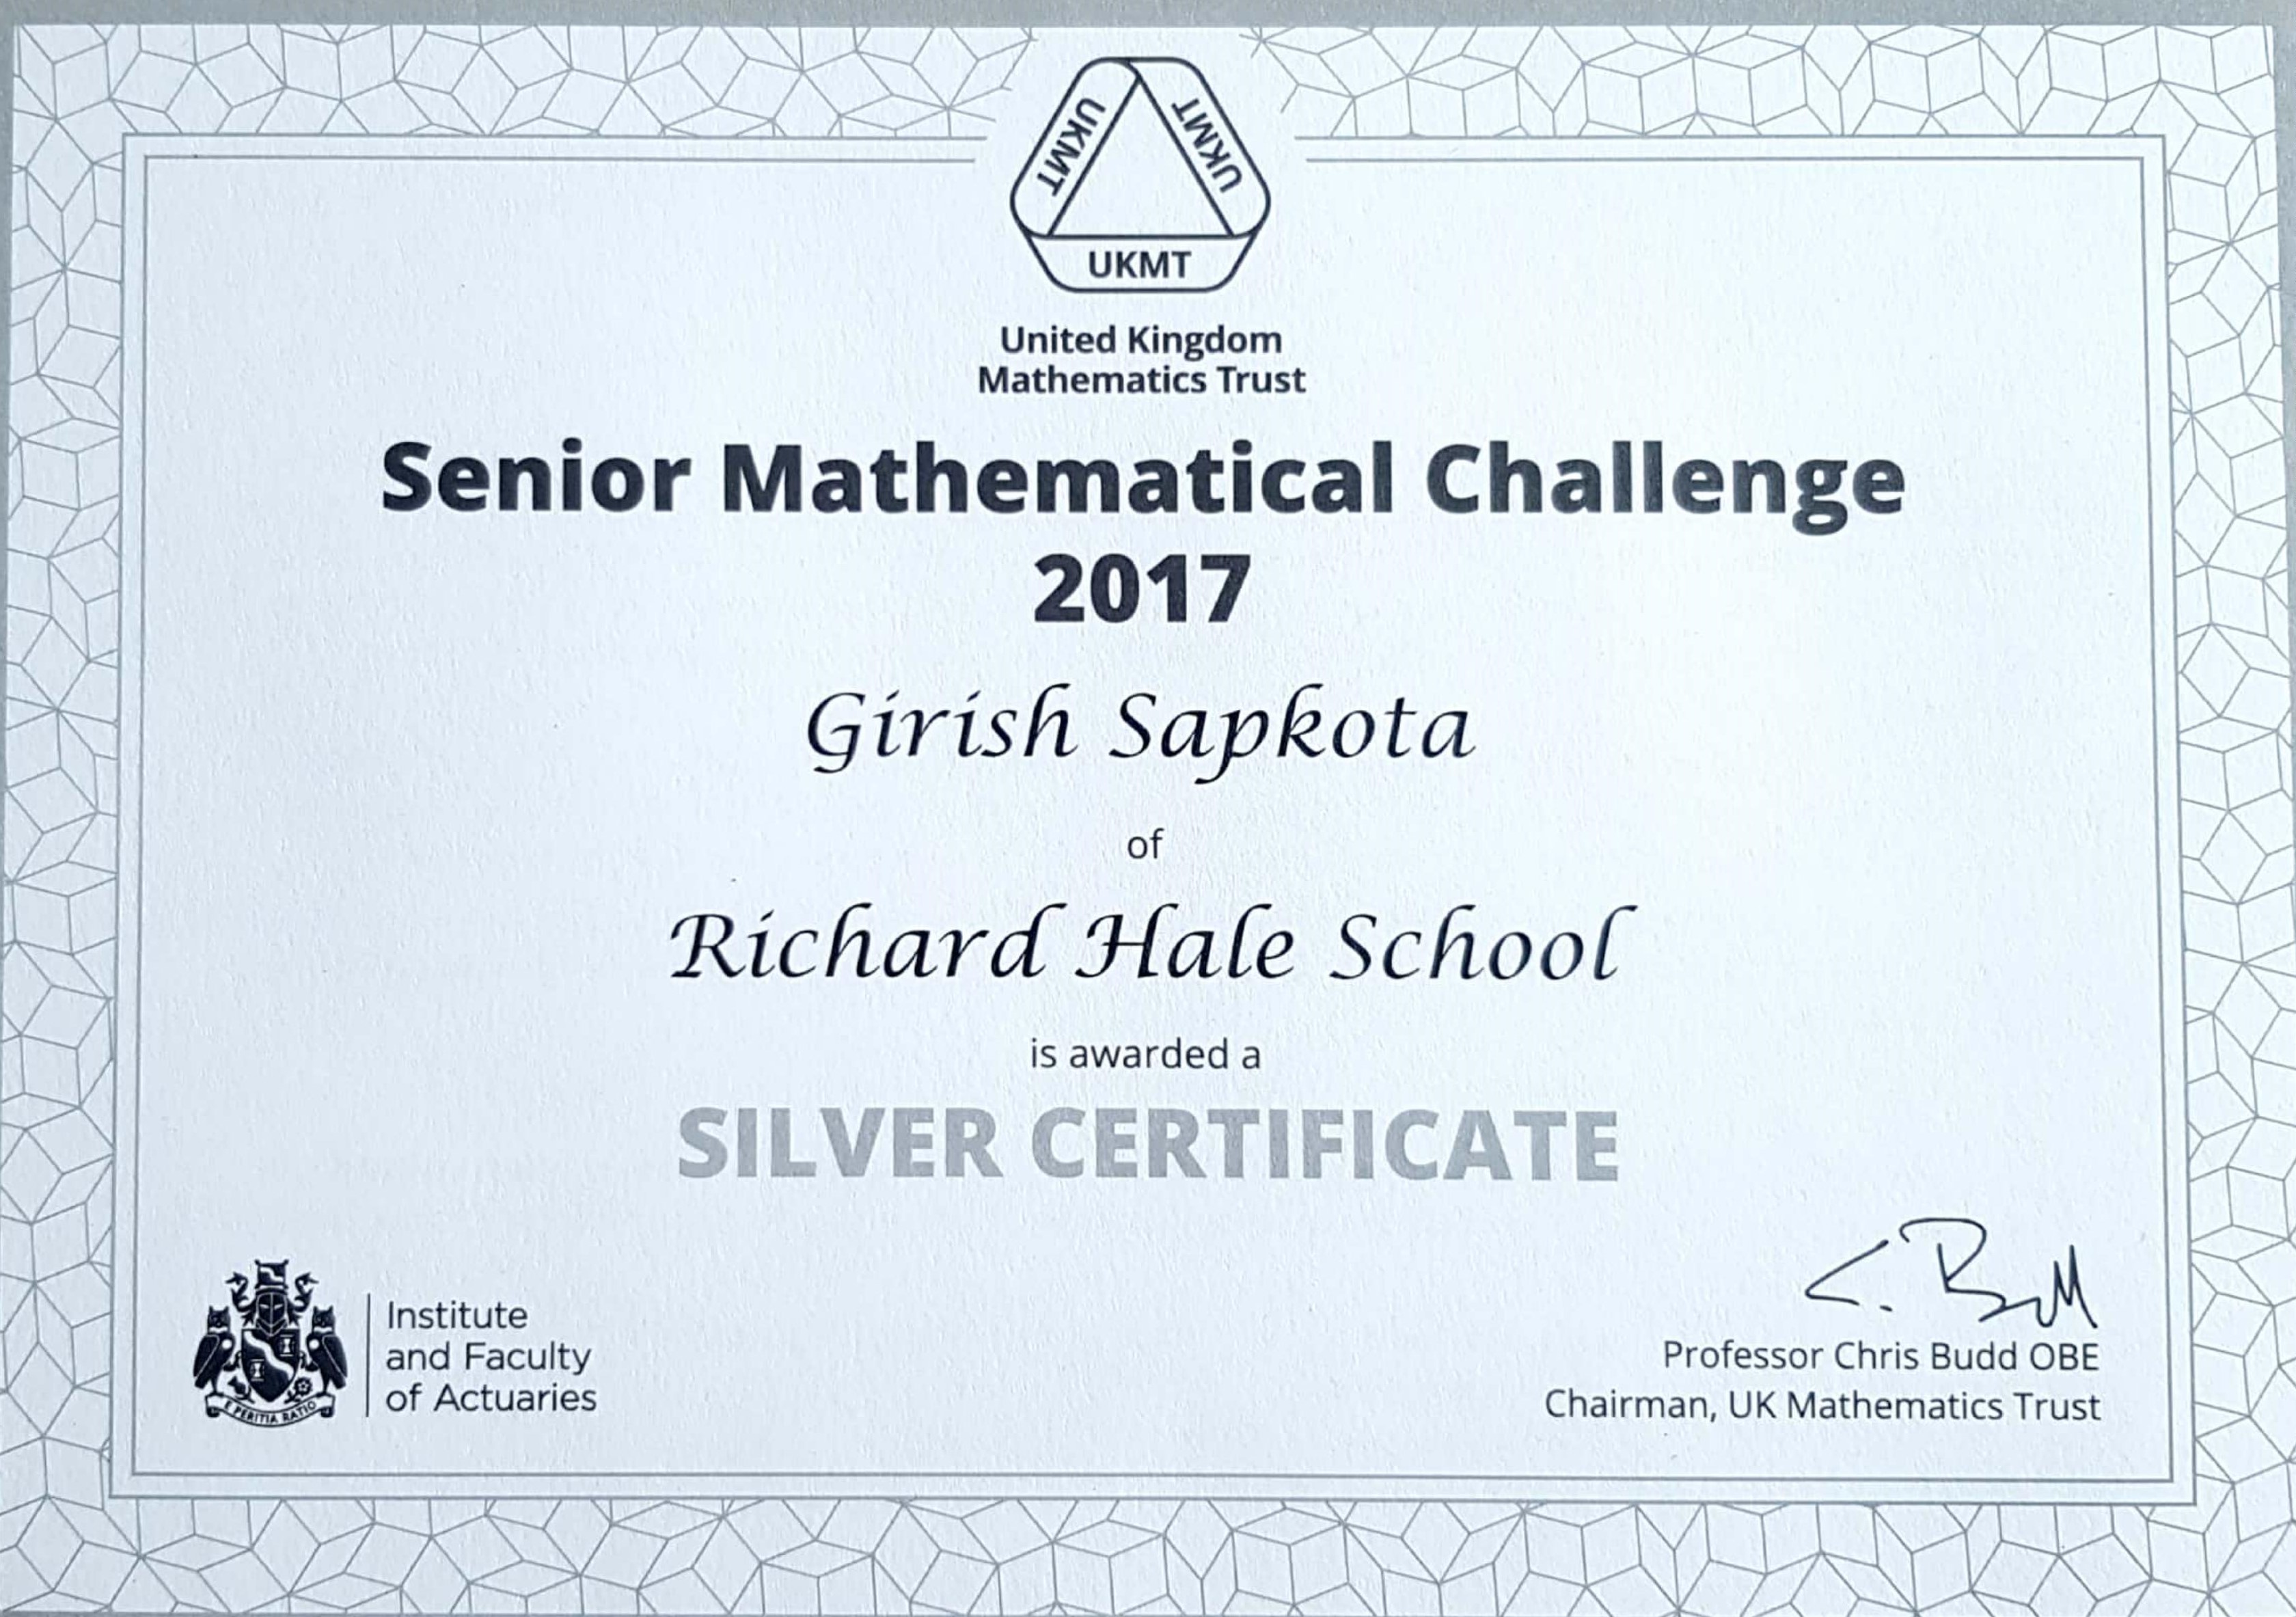 UKMT
UKMT
UKMT
United Kingdom
Mathematics Trust
Senior Mathematical Challenge
2017
Girish Sapkota
of
Richard Hale School
is awarded a
SILVER CERTIFICATE
Institute
and Faculty
of Actuaries
E PERITIA RATIO
C. Budd
Professor Chris Budd OBE
Chairman, UK Mathematics Trust